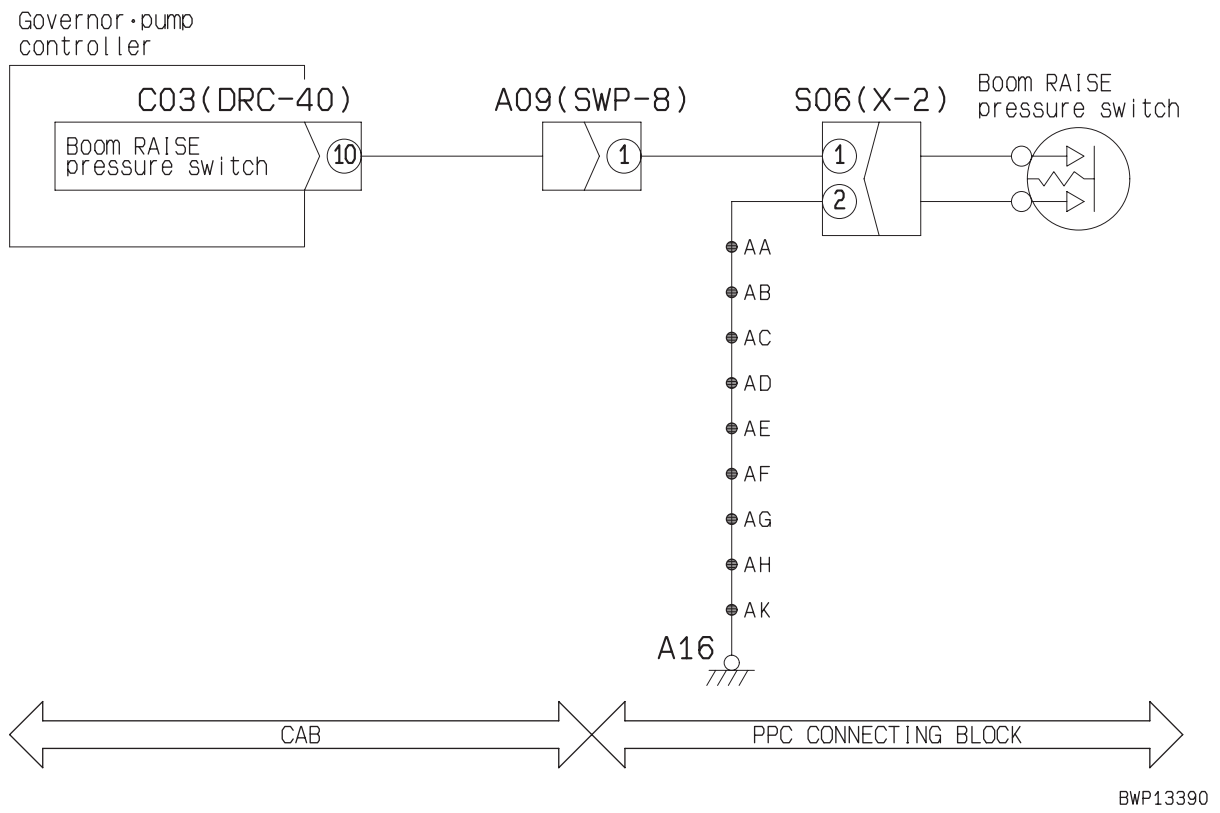 Governor·pump
controller
C03(DRC-40)
A09(SWP-8)
S06(X-2)
Boom RAISE
pressure switch
Boom RAISE
pressure switch
10
1
1
2
AA
AB
AC
AD
AE
AF
AG
AH
AK
A16
CAB
PPC CONNECTING BLOCK
BWP13390